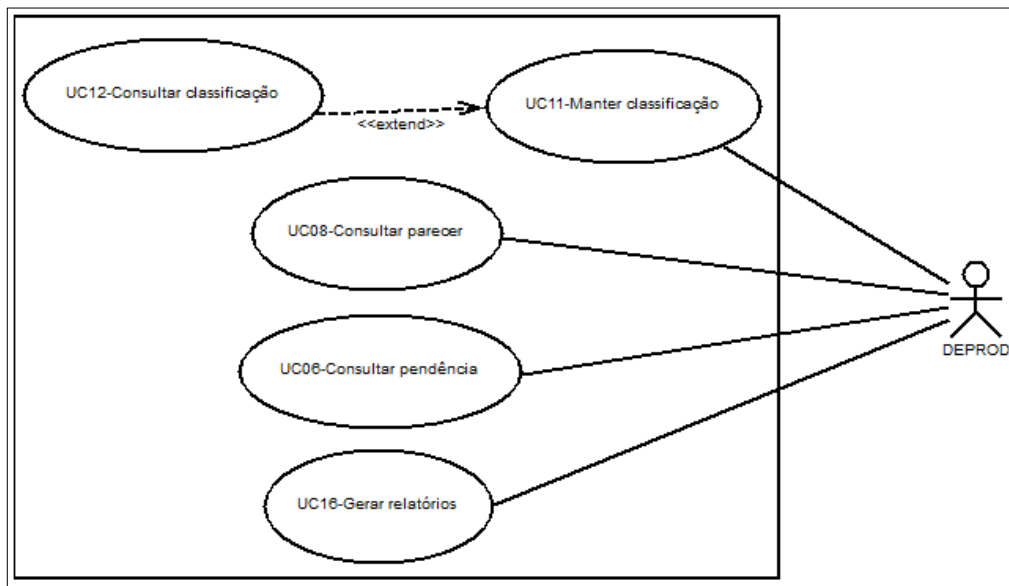 UC12-Consultar classificação
UC11-Manter classificação
<<extend>>
UC08-Consultar parecer
UC06-Consultar pendência
DEPROD
UC16-Gerar relatórios